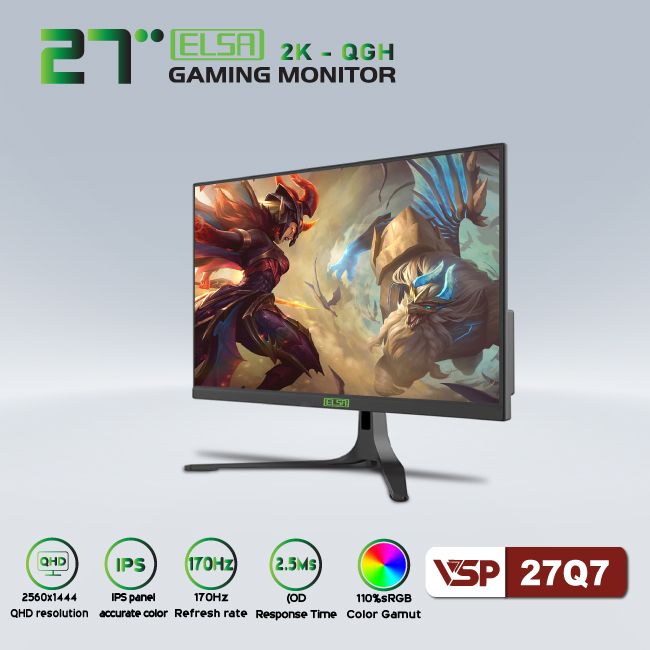 27"
ELSA 2K - QGH
GAMING MONITOR
ELSA
QHD
2560x1444
QHD resolution
IPS
IPS panel
accurate color
170Hz
170Hz
Refresh rate
2.5Ms
(OD
Response Time
110%sRGB
Color Gamut
VSP 27Q7